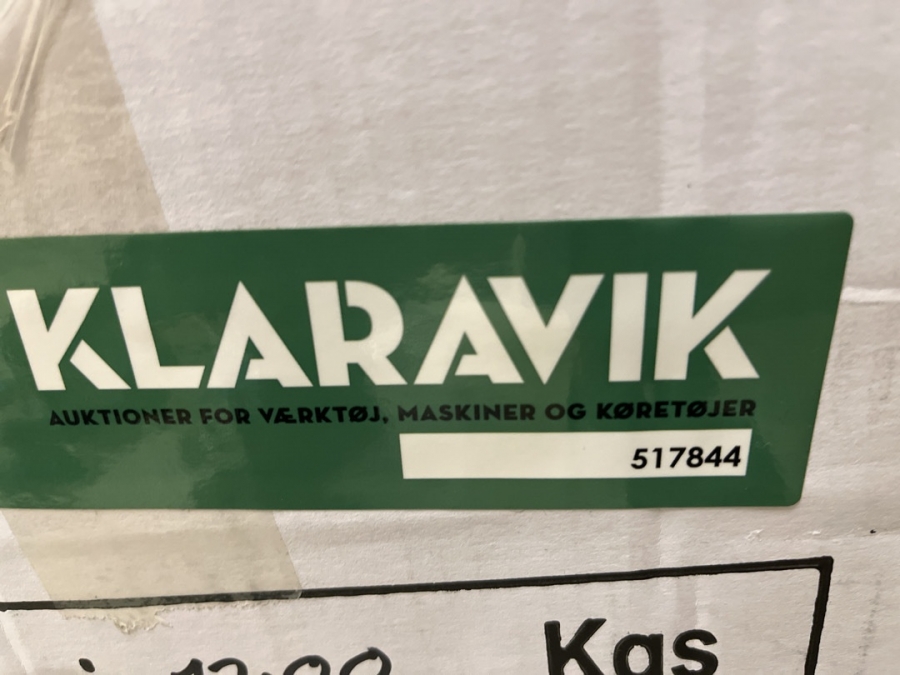 KLARAVIK
AUKTIONER FOR VÆRKTØJ, MASKINER OG KØRETØJER
517844
Kas